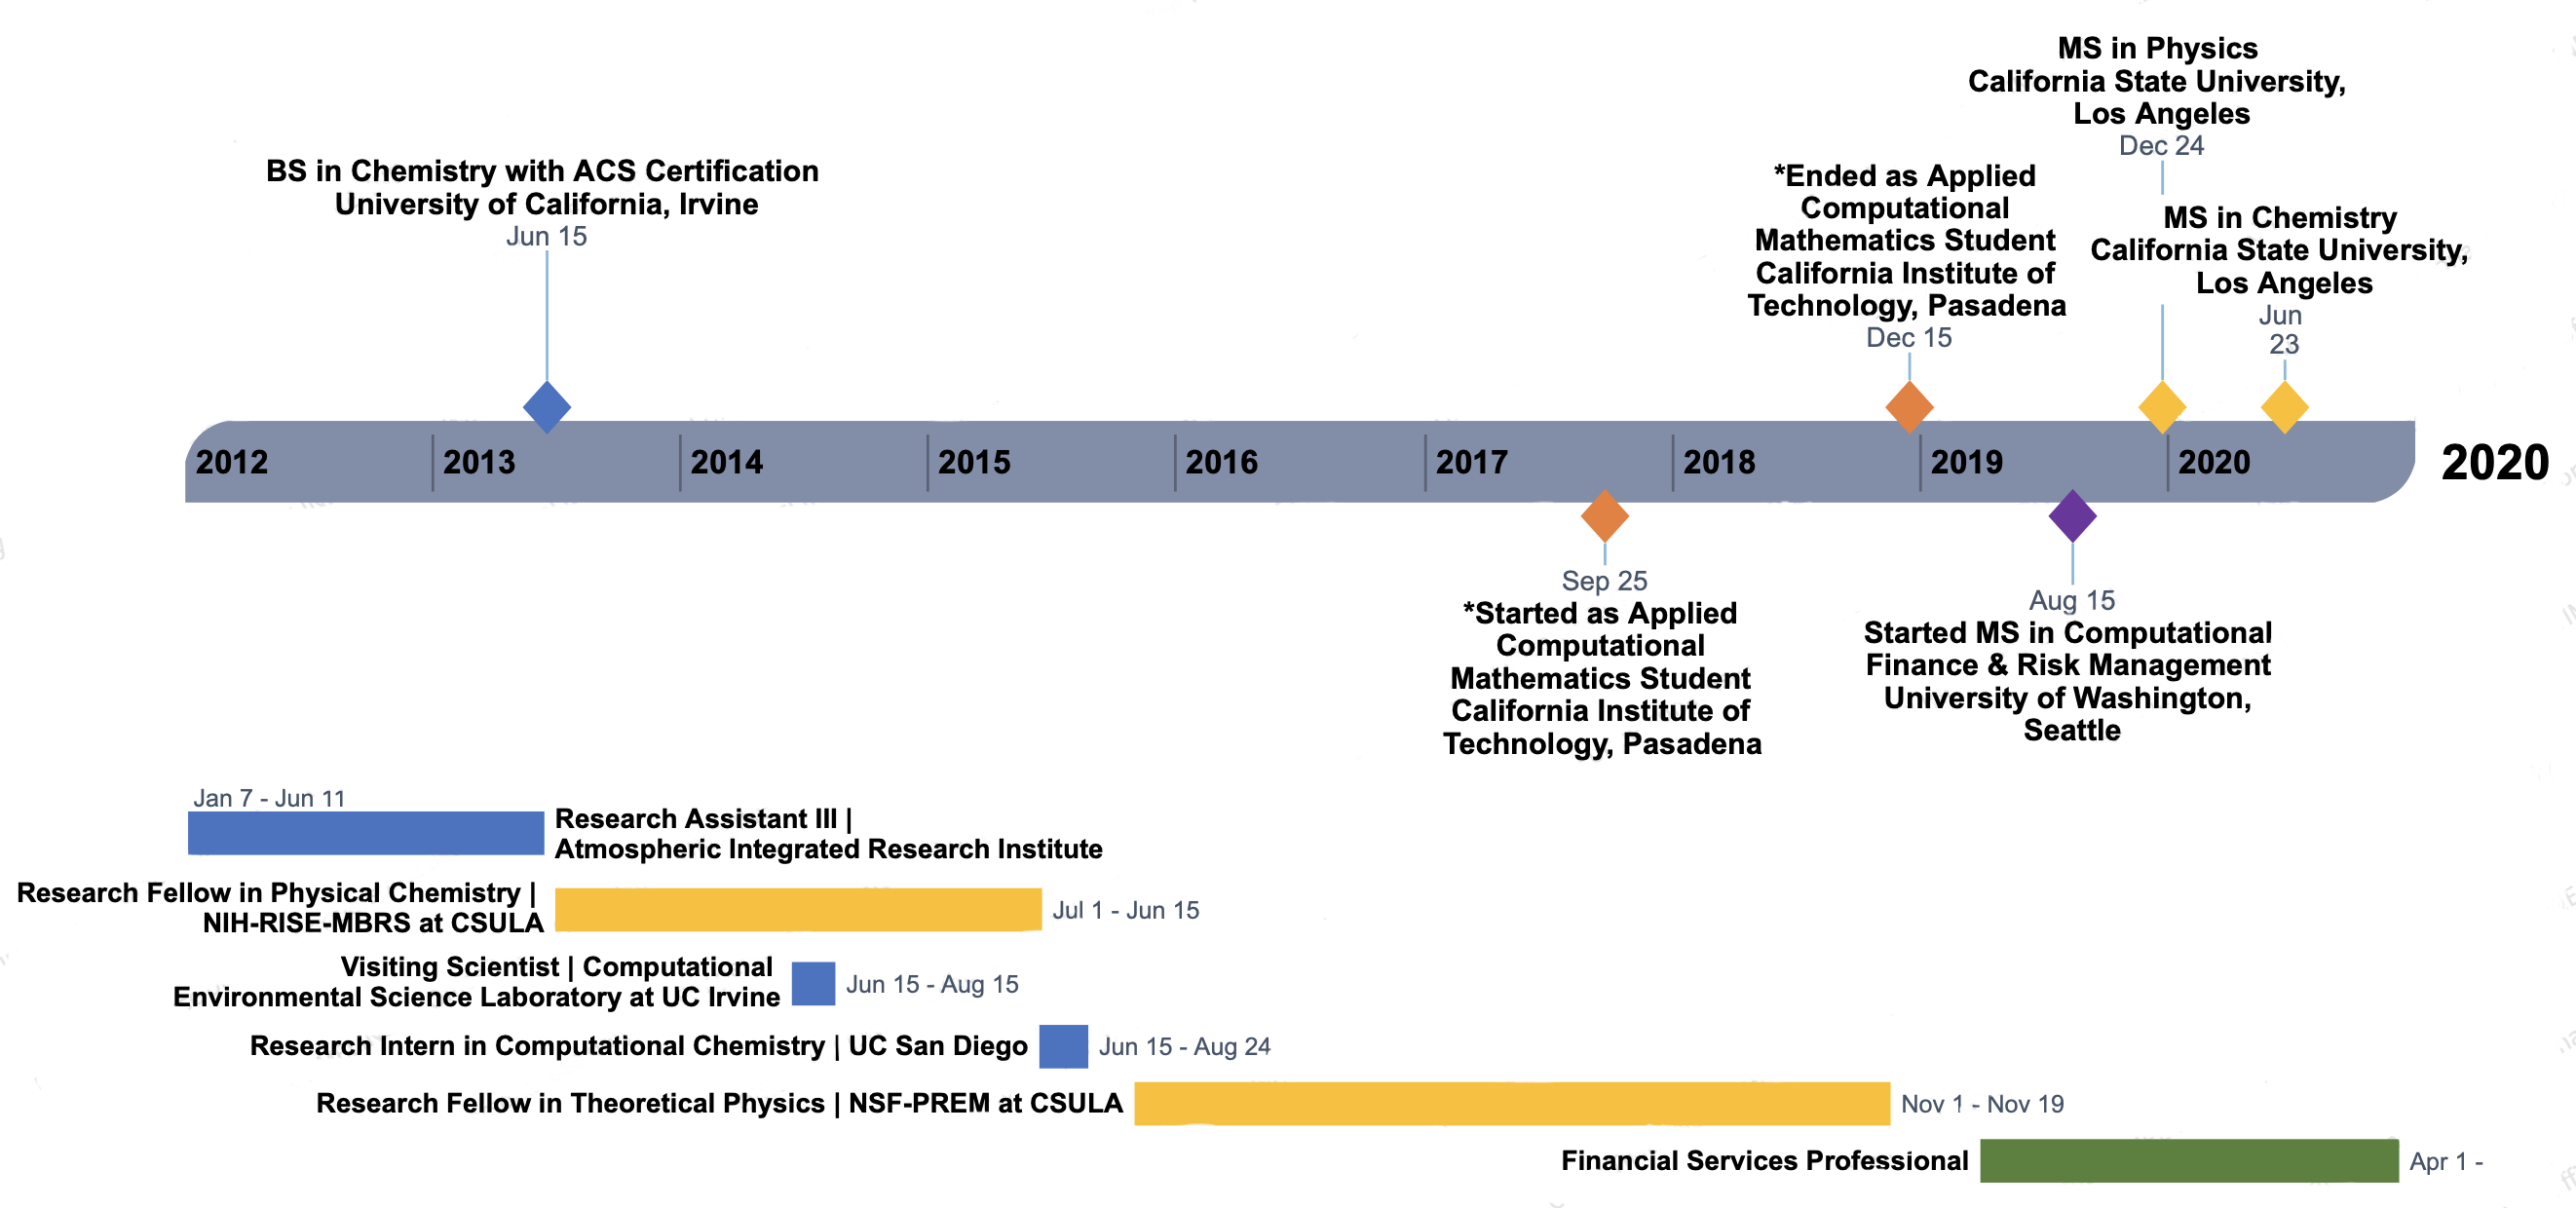 MS in Physics
California State University,
Los Angeles
Dec 24
BS in Chemistry with ACS Certification
University of California, Irvine
Jun 15
*Ended as Applied
Computational
Mathematics Student
California Institute of
Technology, Pasadena
Dec 15
MS in Chemistry
California State University,
Los Angeles
Jun
23
2012 2013 2014 2015 2016 2017 2018 2019 2020 2020
Sep 25
*Started as Applied
Computational
Mathematics Student
California Institute of
Technology, Pasadena
Aug 15
Started MS in Computational
Finance & Risk Management
University of Washington,
Seattle
Jan 7 - Jun 11
Research Assistant III |
Atmospheric Integrated Research Institute
Research Fellow in Physical Chemistry |
NIH-RISE-MBRS at CSULA
Jul 1 - Jun 15
Visiting Scientist | Computational
Environmental Science Laboratory at UC Irvine
Jun 15 - Aug 15
Research Intern in Computational Chemistry | UC San Diego
Jun 15 - Aug 24
Research Fellow in Theoretical Physics | NSF-PREM at CSULA
Nov 1 - Nov 19
Financial Services Professional
Apr 1 -